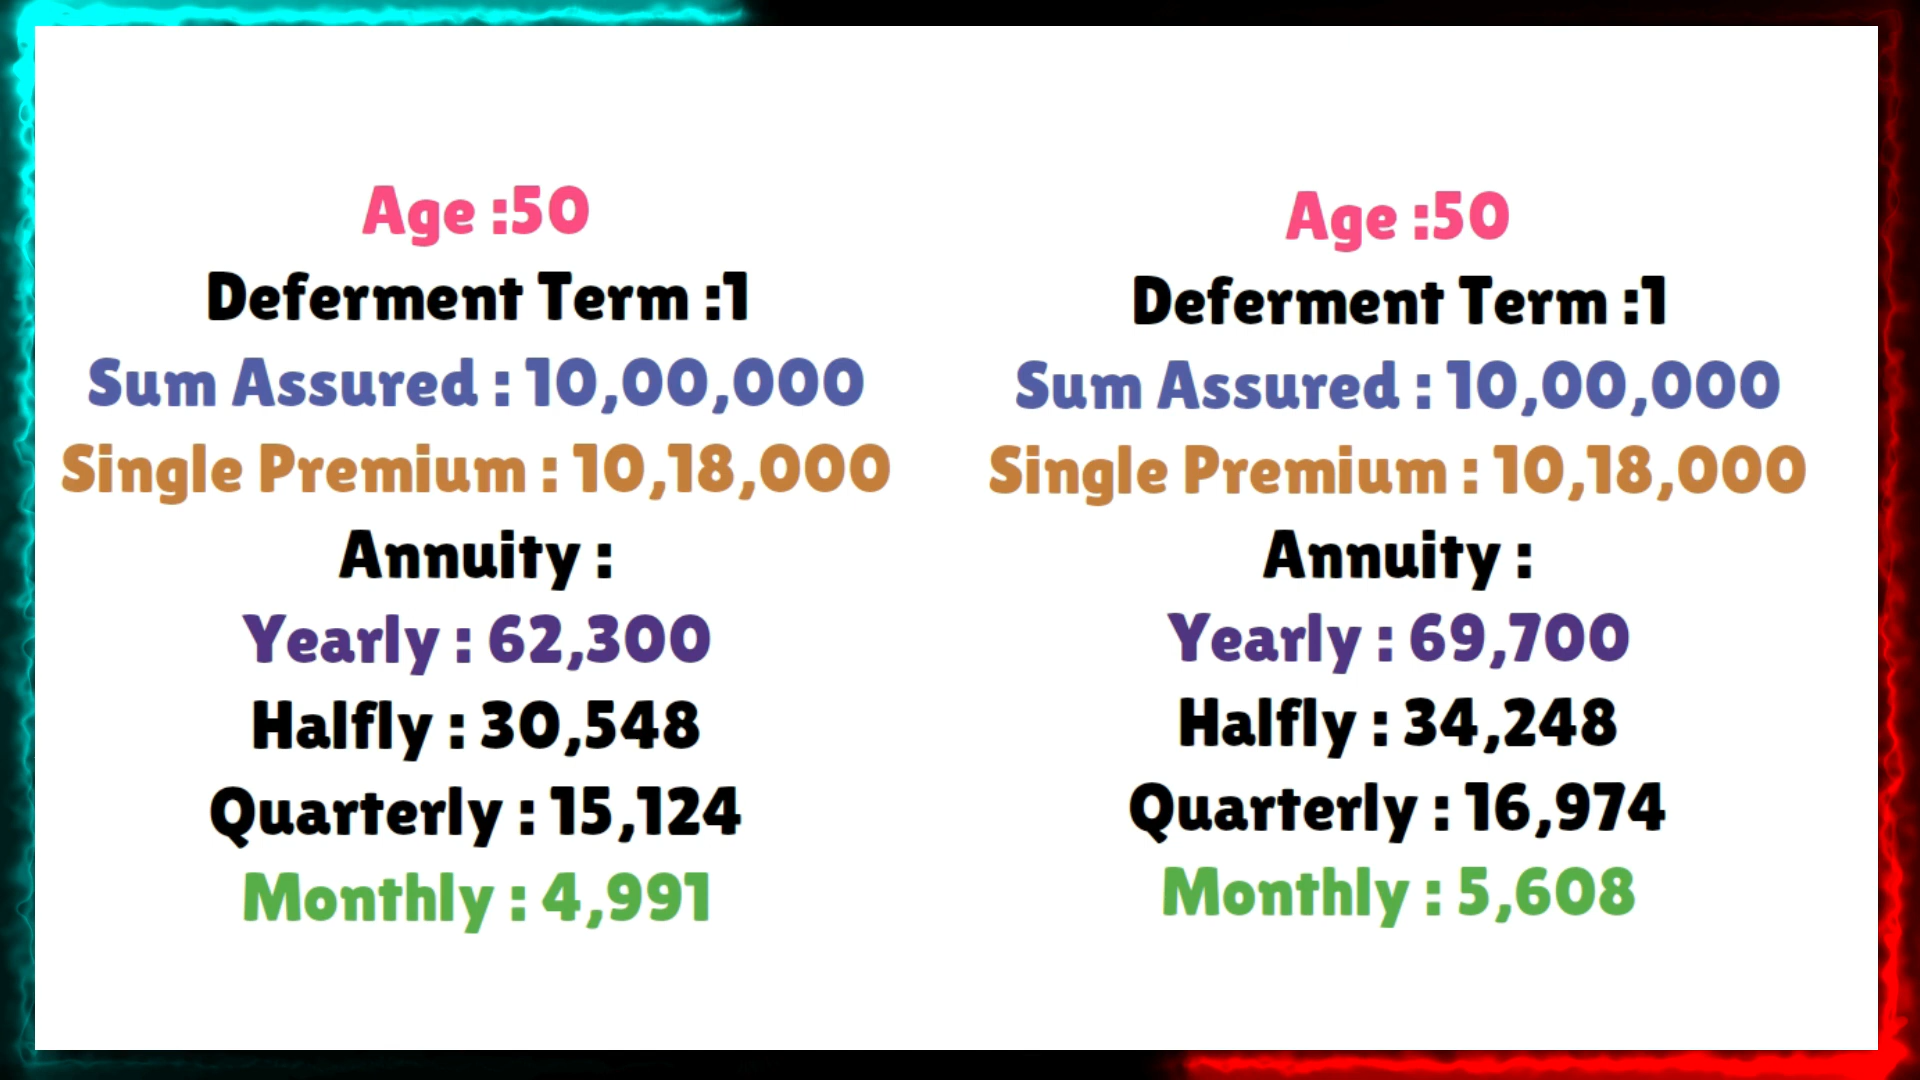 Age :50
Deferment Term :1
Sum Assured : 10,00,000
Single Premium : 10,18,000
Annuity :
Yearly : 62,300
Halfly : 30,548
Quarterly : 15,124
Monthly : 4,991
Age :50
Deferment Term :1
Sum Assured : 10,00,000
Single Premium : 10,18,000
Annuity :
Yearly : 69,700
Halfly : 34,248
Quarterly : 16,974
Monthly : 5,608